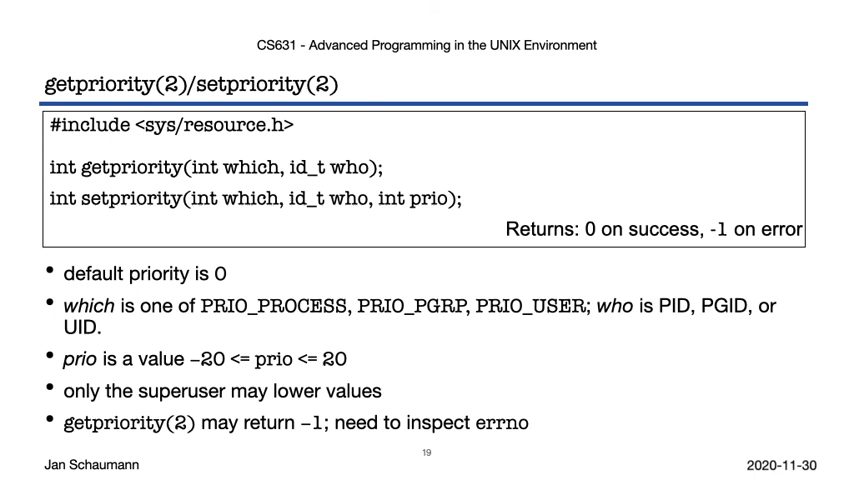 CS631 - Advanced Programming in the UNIX Environment
getpriority(2)/setpriority(2)
#include <sys/resource.h>
int getpriority(int which, id_t who);
int setpriority(int which, id_t who, int prio);
Returns: 0 on success, -1 on error
• default priority is 0
• which is one of PRIO_PROCESS, PRIO_PGRP, PRIO_USER; who is PID, PGID, or
UID.
• prio is a value −20 <= prio <= 20
• only the superuser may lower values
• getpriority(2) may return −1; need to inspect errno
19
Jan Schaumann
2020-11-30